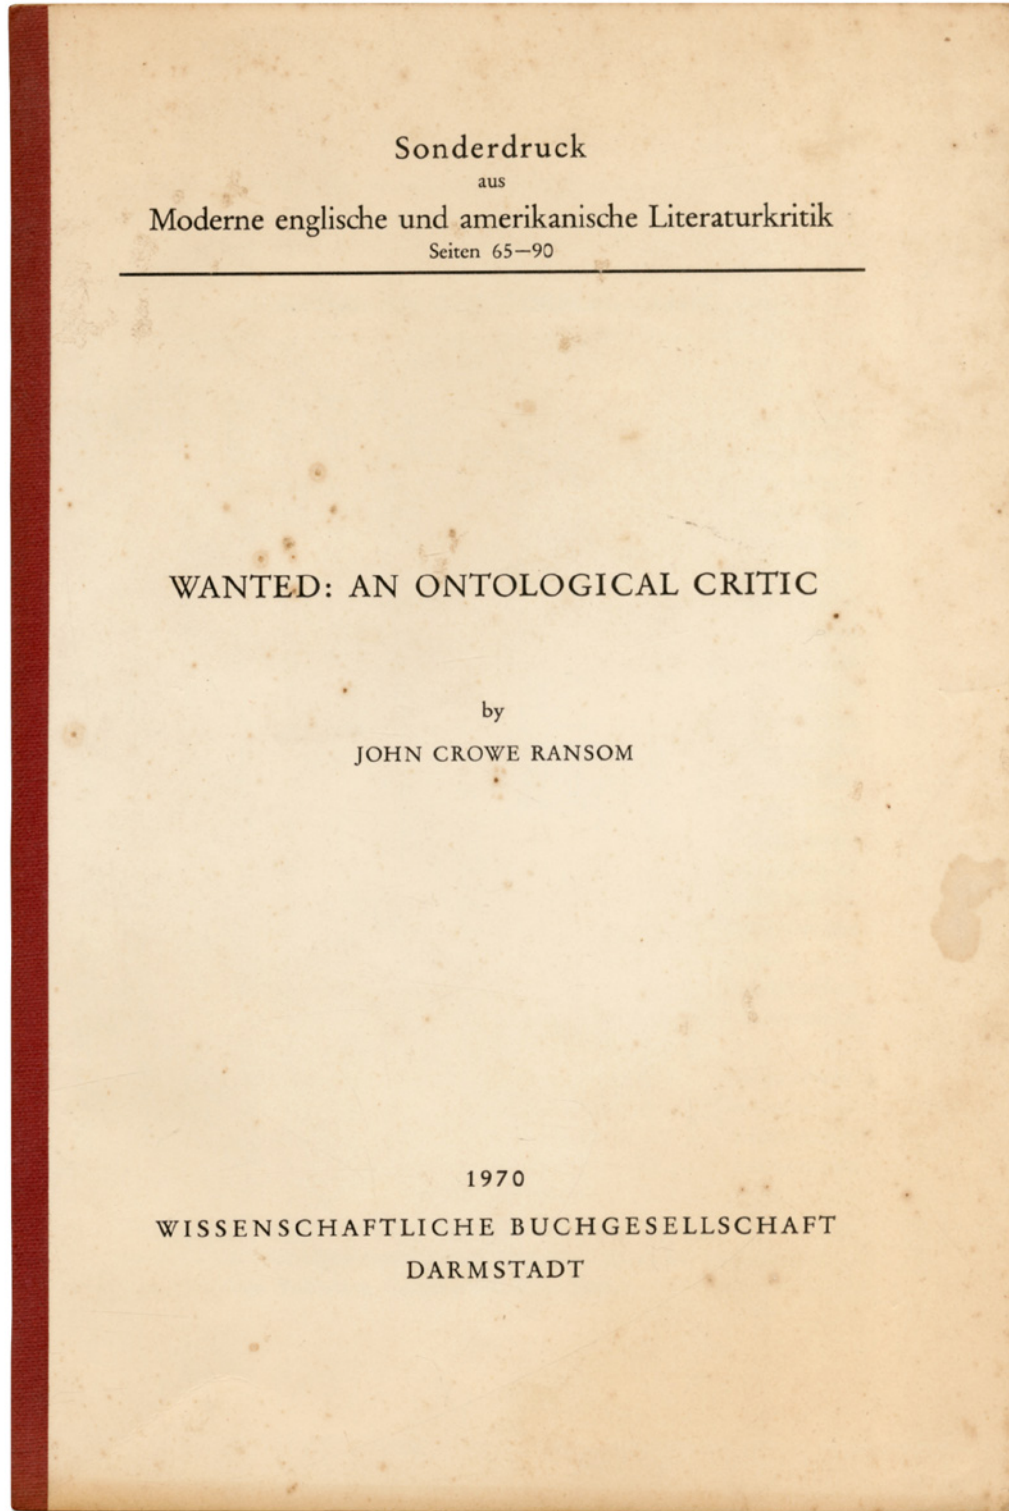 Sonderdruck
aus
Moderne englische und amerikanische Literaturkritik
Seiten 65—90
WANTED: AN ONTOLOGICAL CRITIC
by
JOHN CROWE RANSOM
1970
WISSENSCHAFTLICHE BUCHGESELLSCHAFT
DARMSTADT